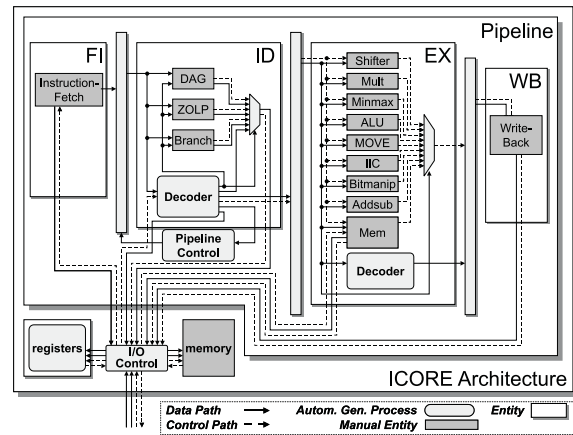 Pipeline
FI
ID
EX
WB
Instruction-
Fetch
DAG
ZOLP
Branch
Decoder
Pipeline
Control
Shifter
Mult
Minmax
ALU
MOVE
IIC
Bitmanip
Addsub
Mem
Decoder
Write-
Back
registers
I/O
Control
memory
ICORE Architecture
Data Path
Autom. Gen. Process
Entity
Control Path
Manual Entity